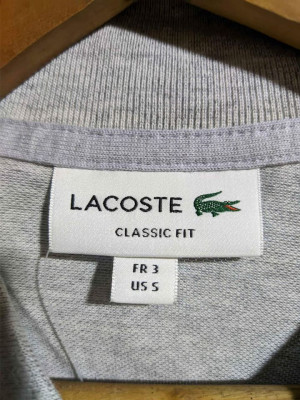 LACOSTE
CLASSIC FIT
FR 3
US S